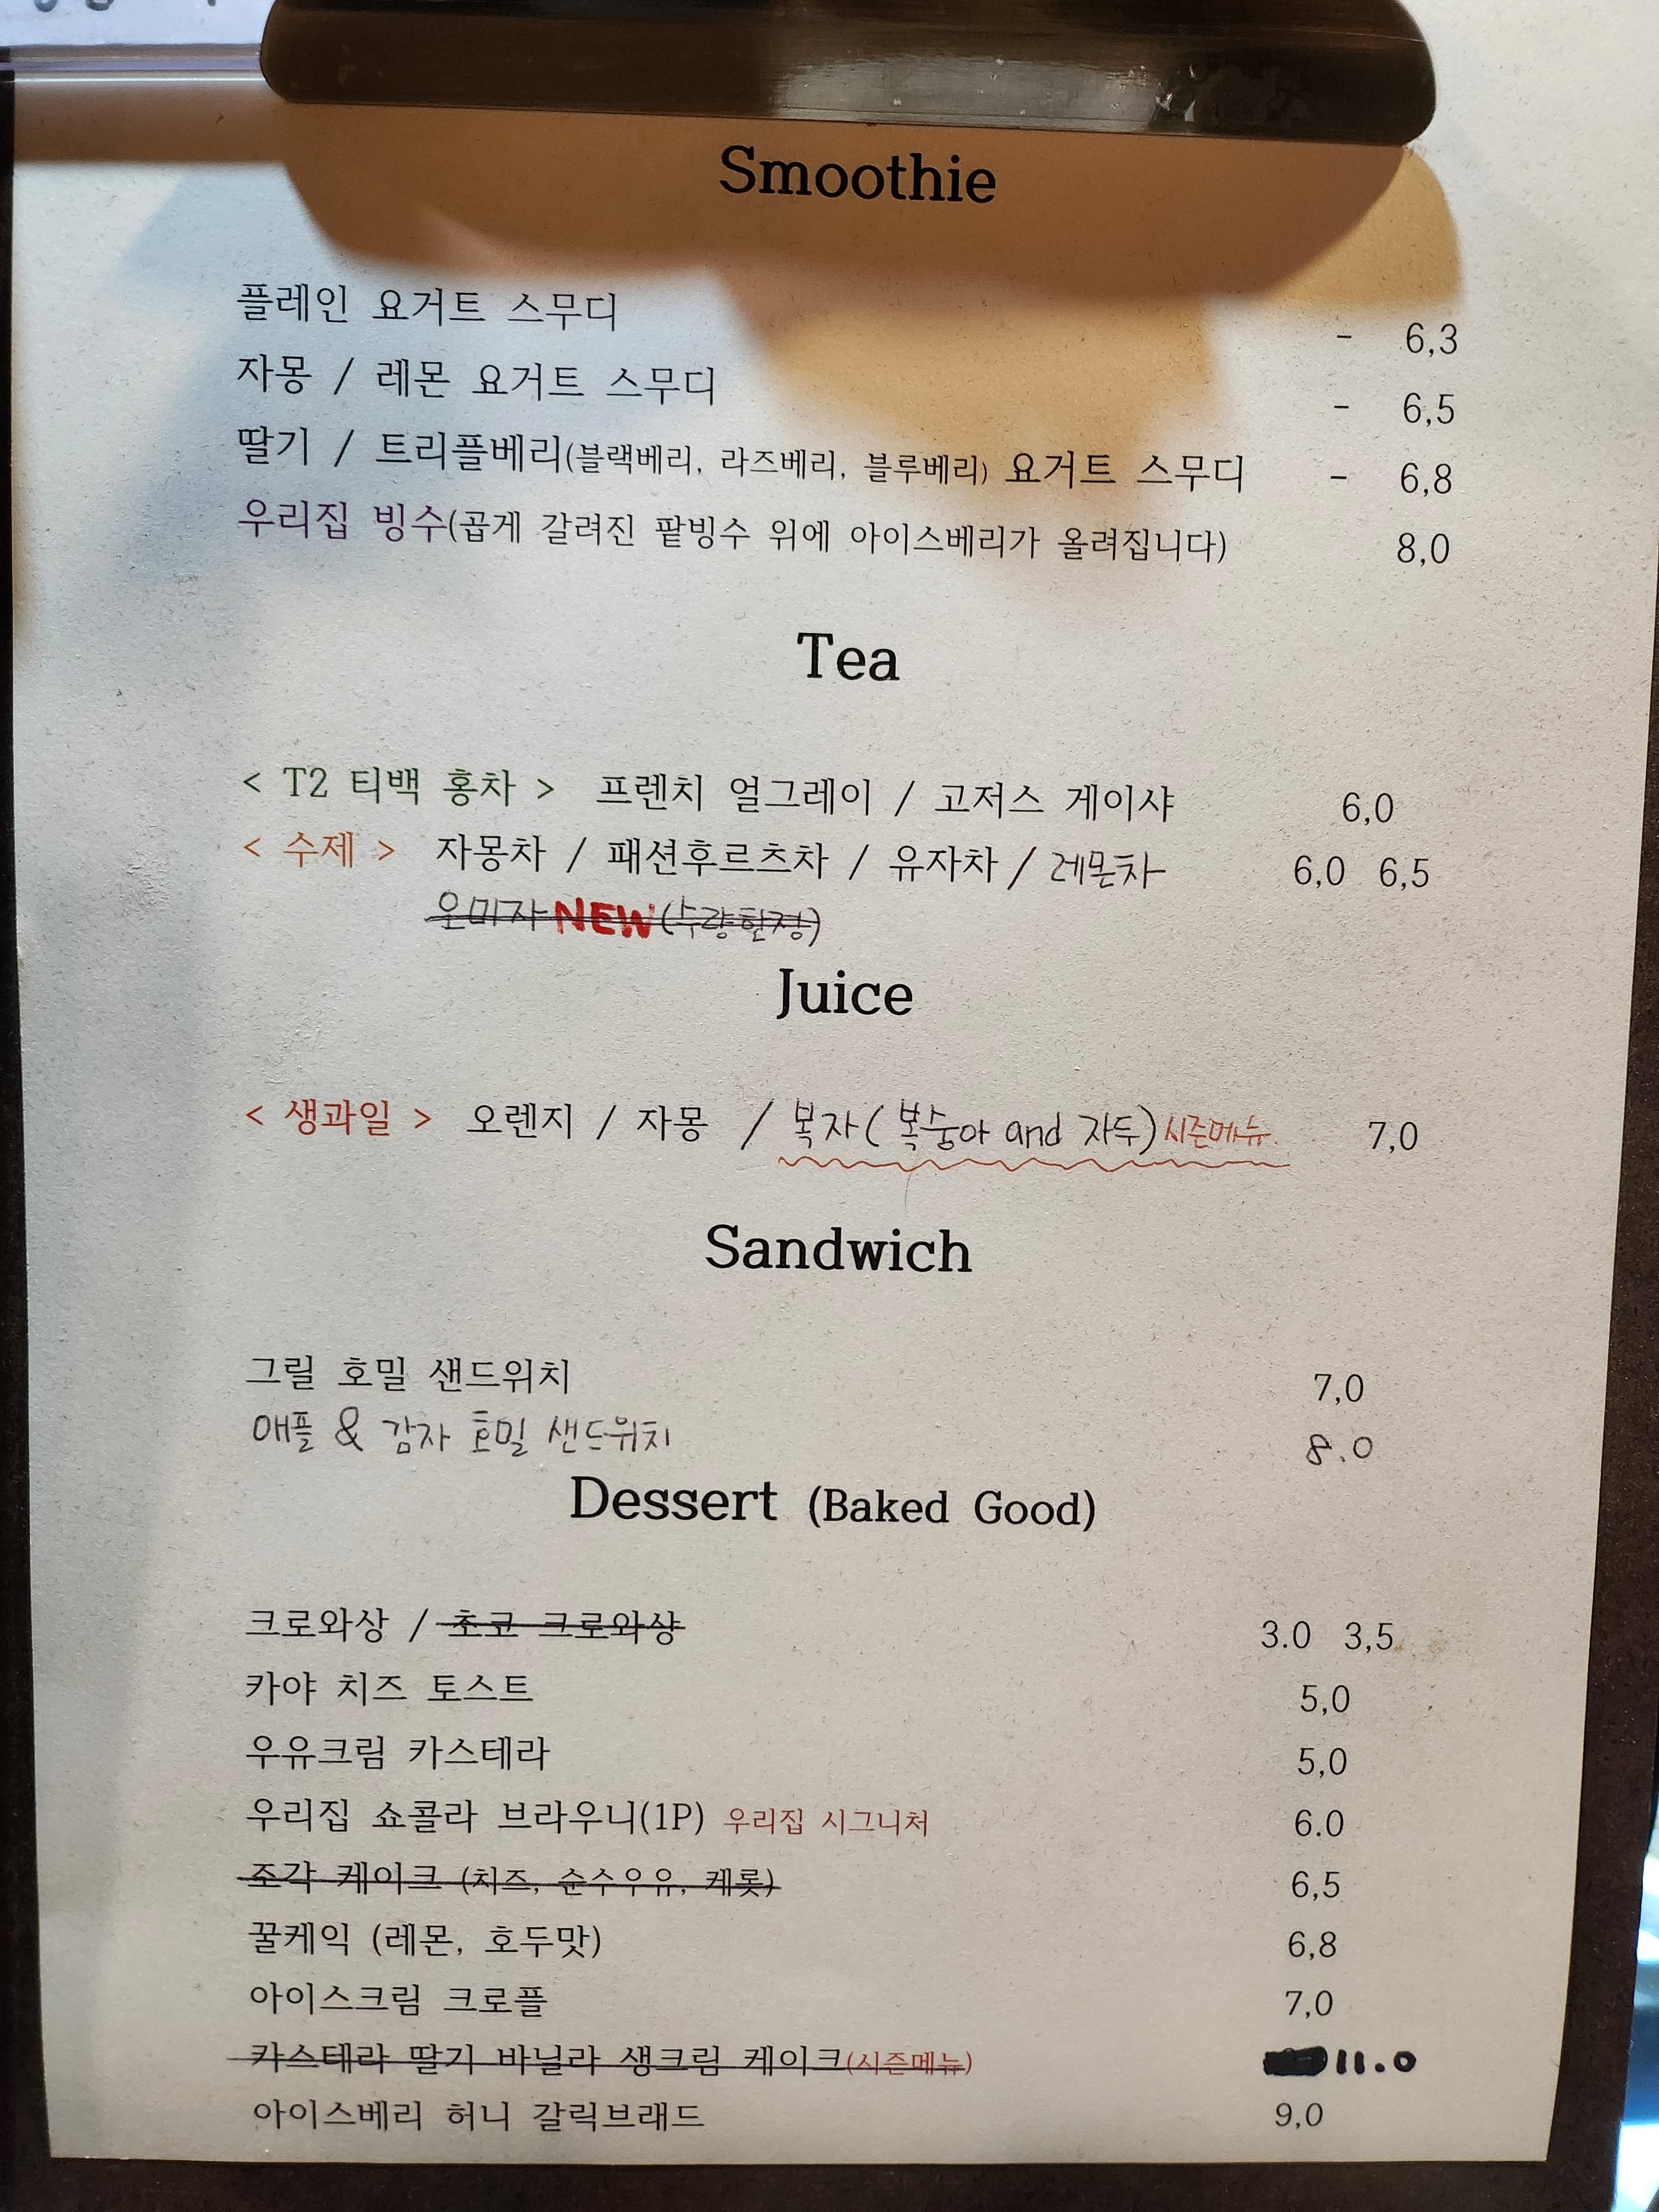 Smoothie
플레인 요거트 스무디 - 6,3
자몽 / 레몬 요거트 스무디 - 6,5
딸기 / 트리플베리(블랙베리, 라즈베리, 블루베리) 요거트 스무디 - 6,8
우리집 빙수(곱게 갈려진 팥빙수 위에 아이스베리가 올려집니다) 8,0
Tea
< T2 티백 홍차 > 프렌치 얼그레이 / 고저스 게이샤 6,0
< 수제 > 자몽차 / 패션후르츠차 / 유자차 / 레몬차 6,0 6,5
오미자 NEW (수량한정)
Juice
< 생과일 > 오렌지 / 자몽 / 복자 (복숭아 and 자두) 시즌메뉴 7,0
Sandwich
그릴 호밀 샌드위치 7,0
애플 & 감자 호밀 샌드위치 8.0
Dessert (Baked Good)
크로와상 / 초코 크로와상 3.0 3,5
카야 치즈 토스트 5,0
우유크림 카스테라 5,0
우리집 쇼콜라 브라우니(1P) 우리집 시그니처 6.0
조각 케이크 (치즈, 순수우유, 케롯) 6,5
꿀케익 (레몬, 호두맛) 6,8
아이스크림 크로플 7,0
카스테라 딸기 바닐라 생크림 케이크(시즌메뉴) 11.0
아이스베리 허니 갈릭브래드 9,0